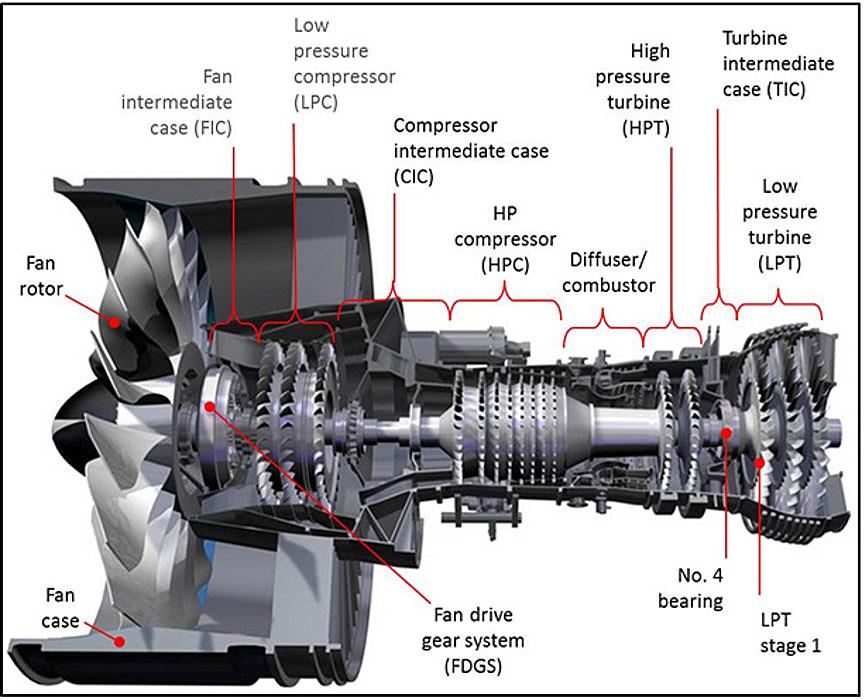 Low
pressure
compressor
(LPC)
Fan
intermediate
case (FIC)
Compressor
intermediate case
(CIC)
HP
compressor
(HPC)
Diffuser/
combustor
High
pressure
turbine
(HPT)
Turbine
intermediate
case (TIC)
Low
pressure
turbine
(LPT)
Fan
rotor
Fan
case
Fan drive
gear system
(FDGS)
No. 4
bearing
LPT
stage 1